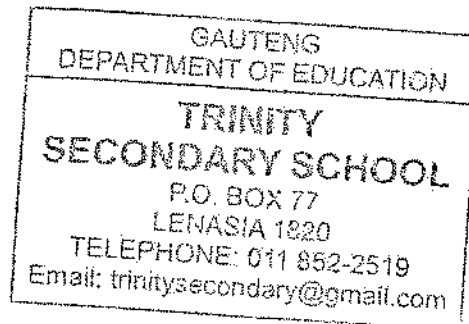 GAUTENG
DEPARTMENT OF EDUCATION
TRINITY
SECONDARY SCHOOL
P.O. BOX 77
LENASIA 1820
TELEPHONE: 011 852-2519
Email: trinitysecondary@gmail.com